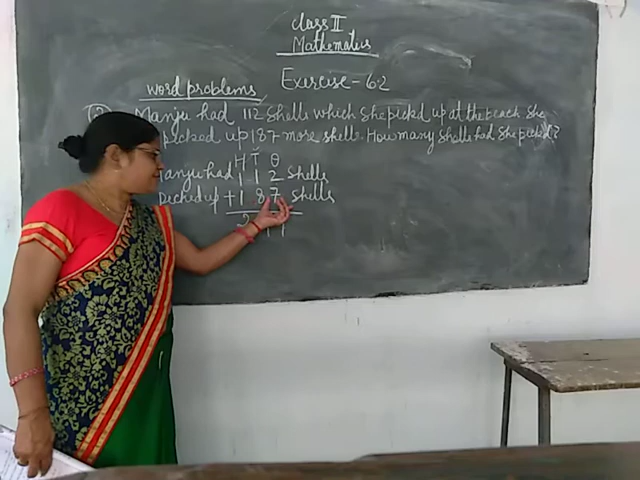 Class II
Mathematics
Exercise - 6.2
word problems
Manju had 112 Shells which She picked up at the beach She
picked up 187 more shells. How many Shells had She picked?
H T O
Manju had 1 1 2 Shells
Picked up + 1 8 7 Shells
2